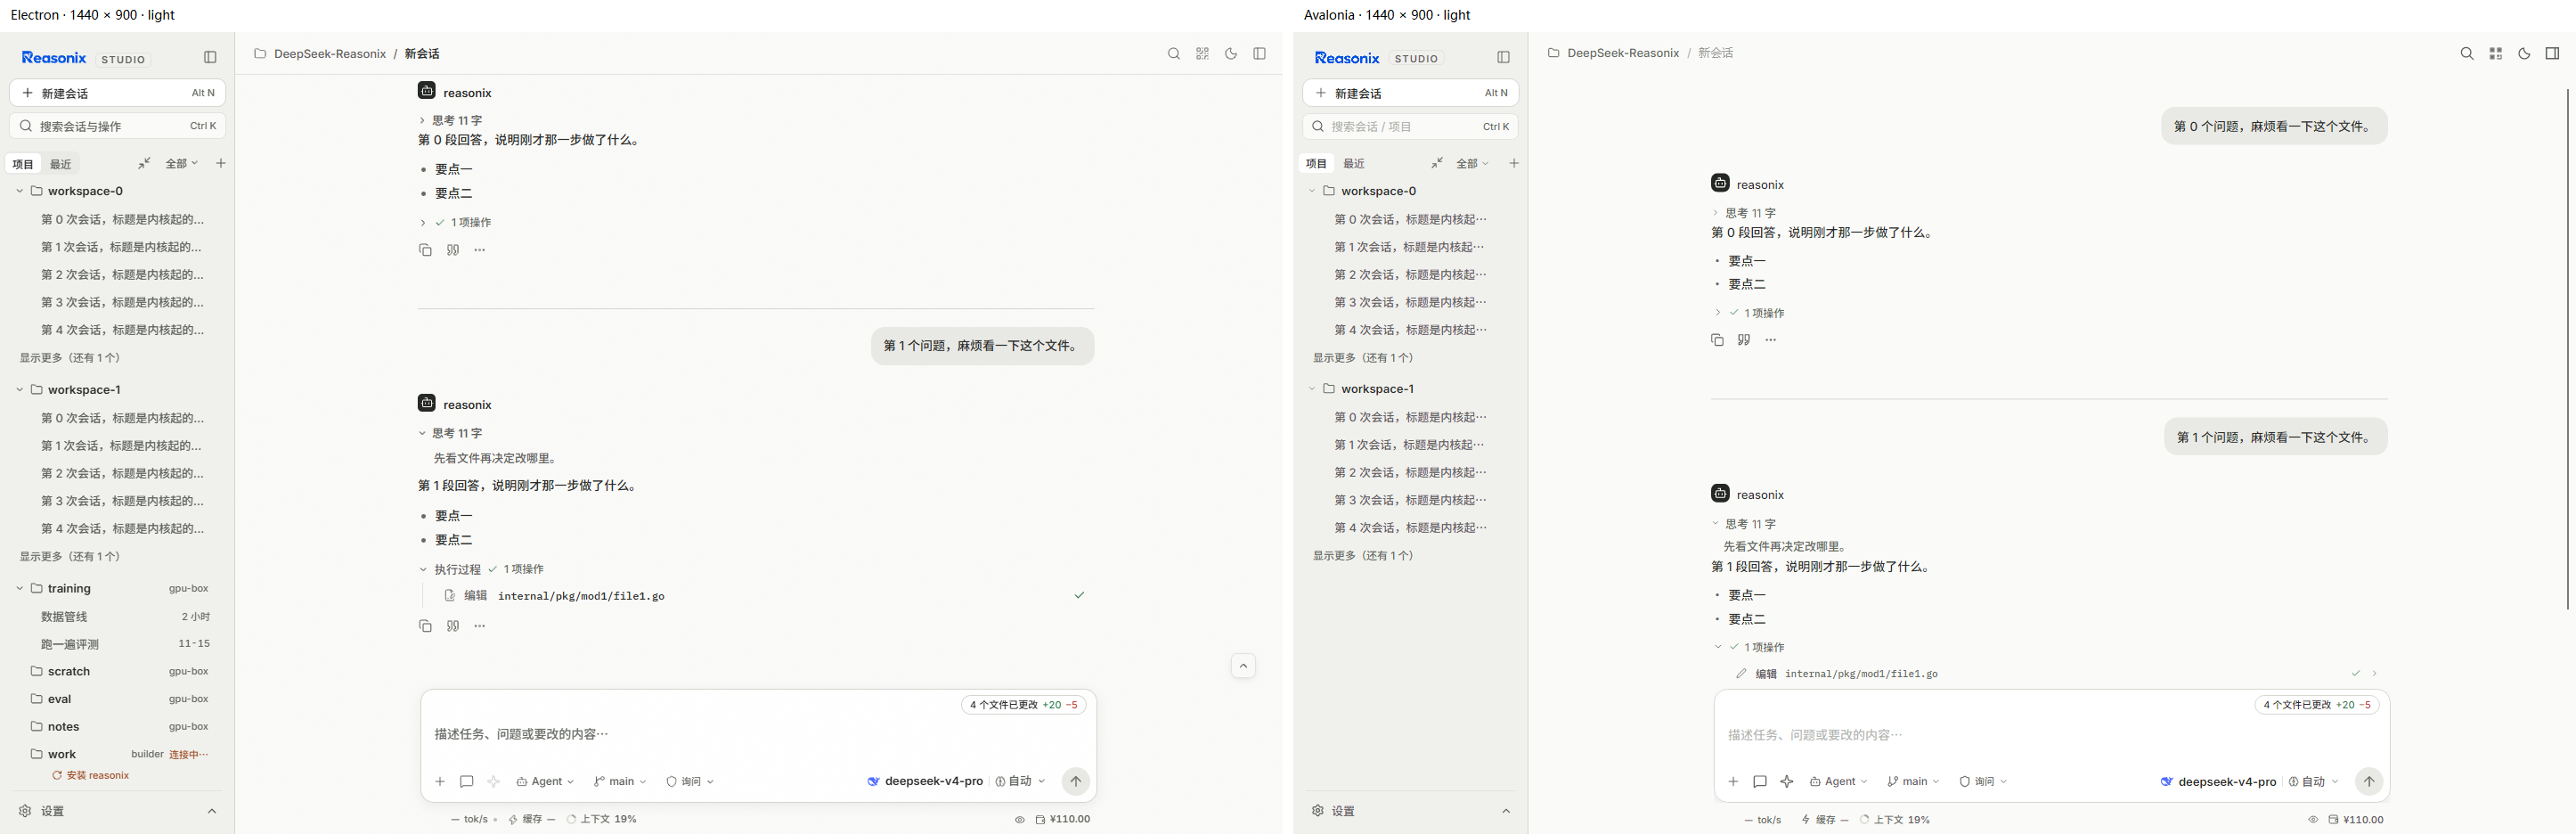 Electron · 1440 × 900 · light
Reasonix STUDIO
新建会话 Alt N
搜索会话与操作 Ctrl K
项目 最近 全部
workspace-0
第 0 次会话，标题是内核起的...
第 1 次会话，标题是内核起的...
第 2 次会话，标题是内核起的...
第 3 次会话，标题是内核起的...
第 4 次会话，标题是内核起的...
显示更多（还有 1 个）
workspace-1
第 0 次会话，标题是内核起的...
第 1 次会话，标题是内核起的...
第 2 次会话，标题是内核起的...
第 3 次会话，标题是内核起的...
第 4 次会话，标题是内核起的...
显示更多（还有 1 个）
training gpu-box
数据管线 2 小时
跑一遍评测 11-15
scratch gpu-box
eval gpu-box
notes gpu-box
work builder 连接中···
安装 reasonix
设置
DeepSeek-Reasonix / 新会话
reasonix
思考 11 字
第 0 段回答，说明刚才那一步做了什么。
• 要点一
• 要点二
1 项操作
第 1 个问题，麻烦看一下这个文件。
reasonix
思考 11 字
先看文件再决定改哪里。
第 1 段回答，说明刚才那一步做了什么。
• 要点一
• 要点二
执行过程 1 项操作
编辑 internal/pkg/mod1/file1.go
4 个文件已更改 +20 −5
描述任务、问题或要改的内容···
Agent main 询问 deepseek-v4-pro 自动
— tok/s 缓存 — 上下文 19% ¥110.00
Avalonia · 1440 × 900 · light
Reasonix STUDIO
新建会话 Alt N
搜索会话 / 项目 Ctrl K
项目 最近 全部
workspace-0
第 0 次会话，标题是内核起···
第 1 次会话，标题是内核起···
第 2 次会话，标题是内核起···
第 3 次会话，标题是内核起···
第 4 次会话，标题是内核起···
显示更多（还有 1 个）
workspace-1
第 0 次会话，标题是内核起···
第 1 次会话，标题是内核起···
第 2 次会话，标题是内核起···
第 3 次会话，标题是内核起···
第 4 次会话，标题是内核起···
显示更多（还有 1 个）
设置
DeepSeek-Reasonix / 新会话
第 0 个问题，麻烦看一下这个文件。
reasonix
思考 11 字
第 0 段回答，说明刚才那一步做了什么。
• 要点一
• 要点二
1 项操作
第 1 个问题，麻烦看一下这个文件。
reasonix
思考 11 字
先看文件再决定改哪里。
第 1 段回答，说明刚才那一步做了什么。
• 要点一
• 要点二
1 项操作
编辑 internal/pkg/mod1/file1.go
4 个文件已更改 +20 −5
描述任务、问题或要改的内容···
Agent main 询问 deepseek-v4-pro 自动
— tok/s 缓存 — 上下文 19% ¥110.00